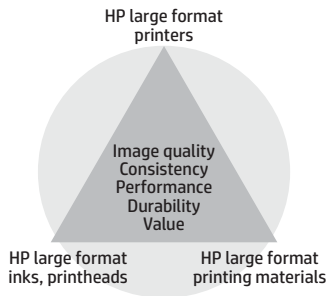 HP large format
printers
Image quality
Consistency
Performance
Durability
Value
HP large format
inks, printheads
HP large format
printing materials